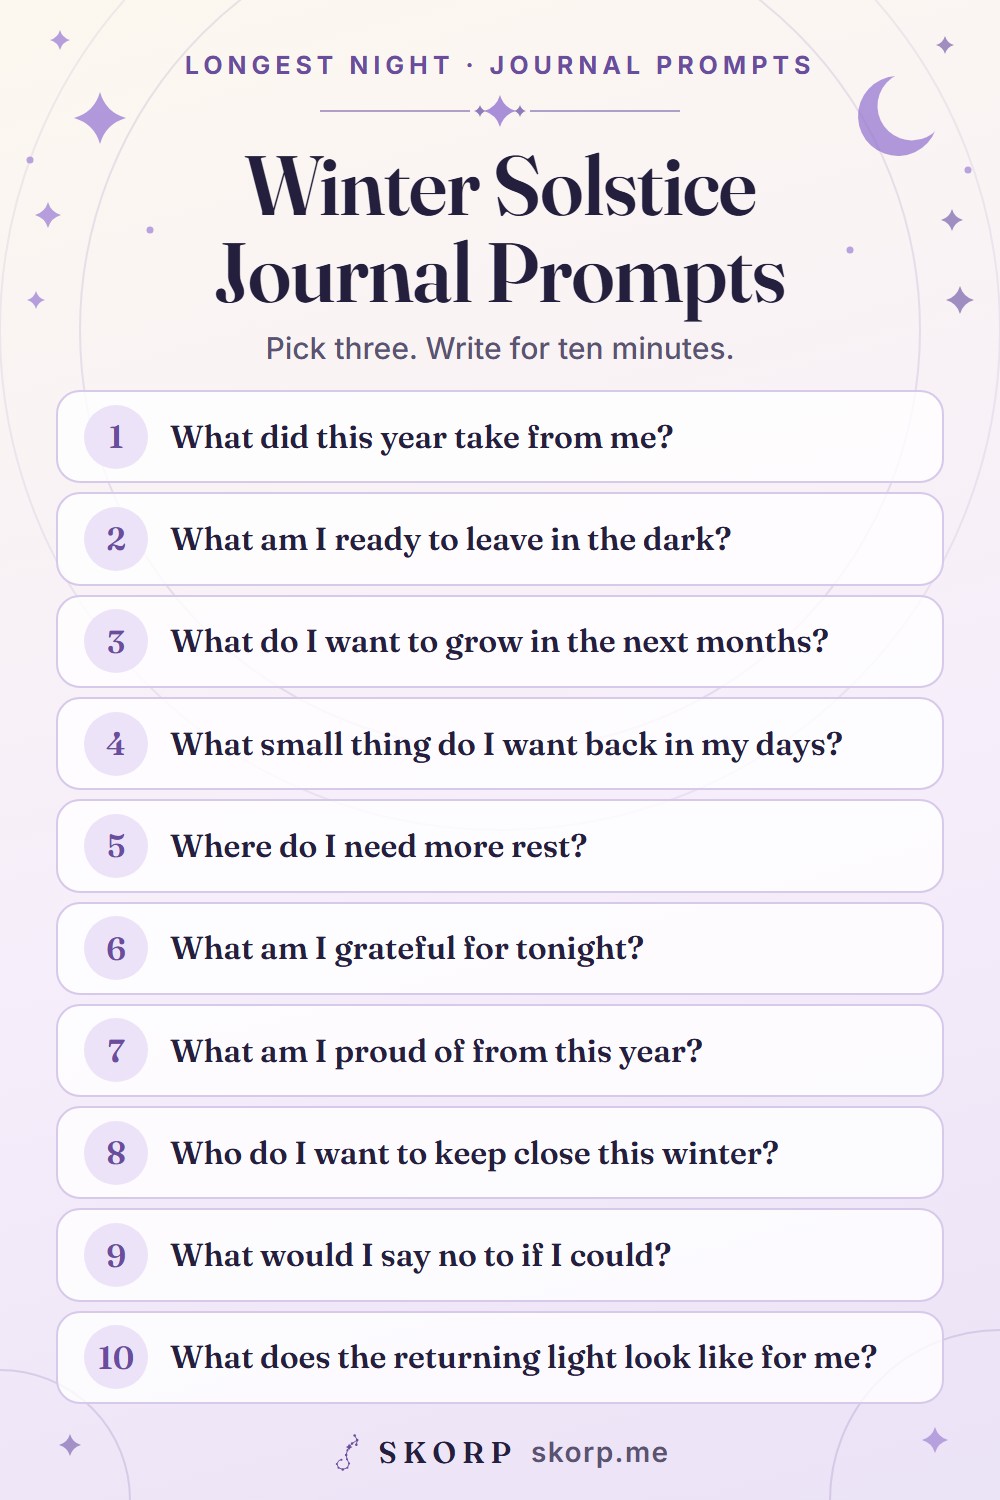 LONGEST NIGHT · JOURNAL PROMPTS
Winter Solstice
Journal Prompts
Pick three. Write for ten minutes.
1 What did this year take from me?
2 What am I ready to leave in the dark?
3 What do I want to grow in the next months?
4 What small thing do I want back in my days?
5 Where do I need more rest?
6 What am I grateful for tonight?
7 What am I proud of from this year?
8 Who do I want to keep close this winter?
9 What would I say no to if I could?
10 What does the returning light look like for me?
SKORP skorp.me